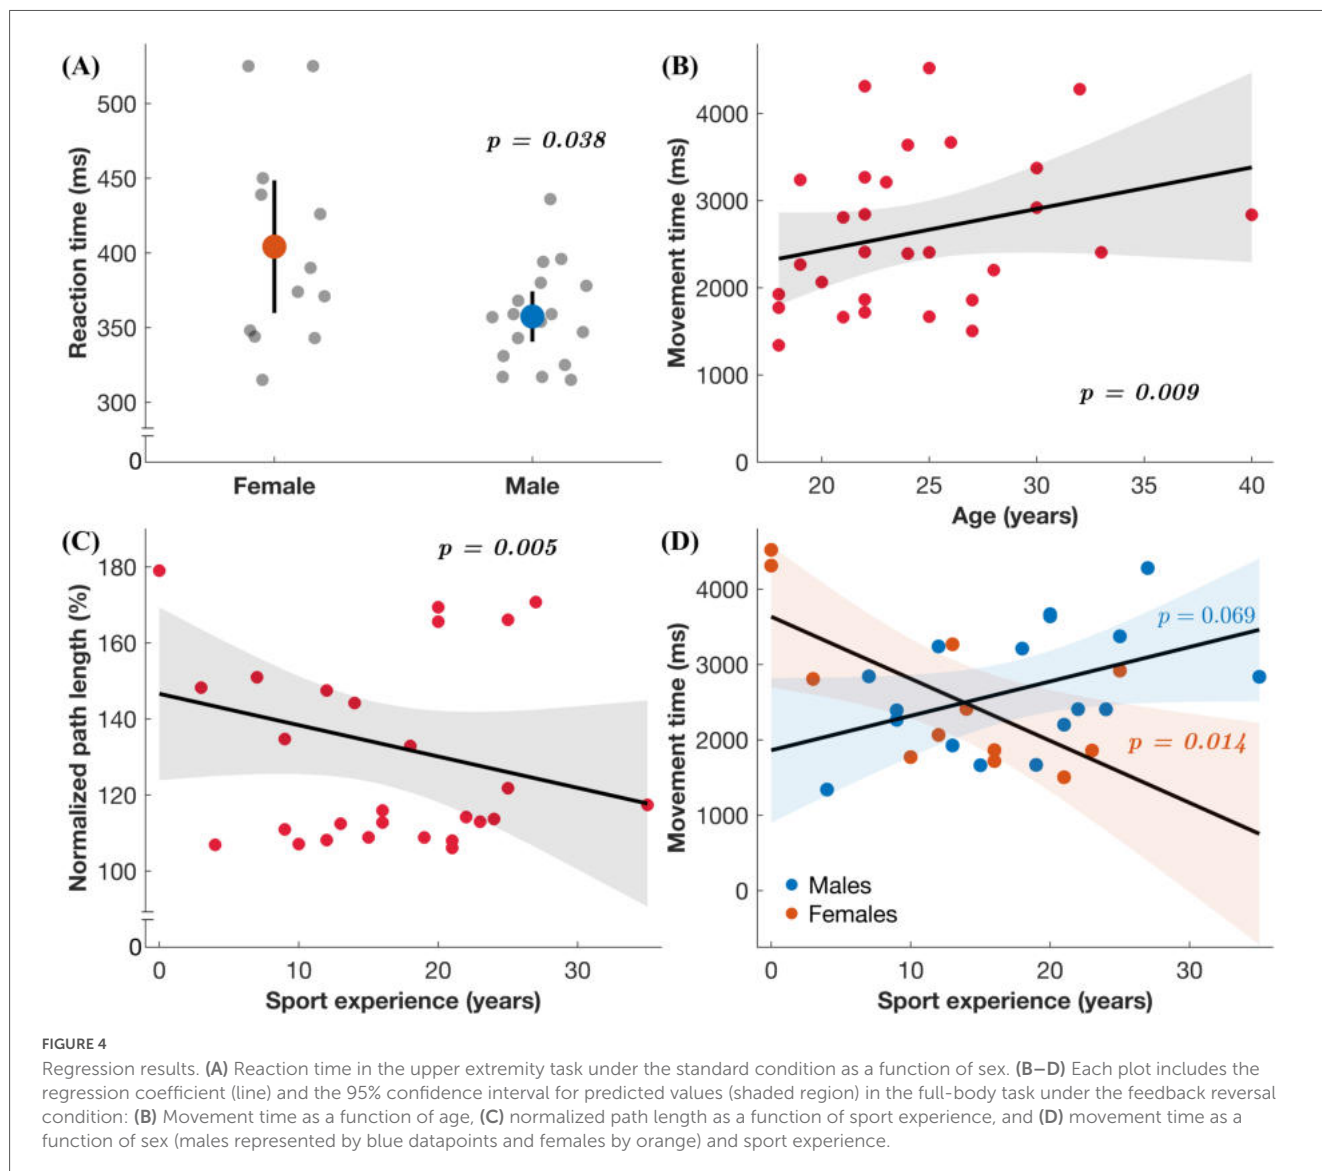 (A)
500
450
400
350
300
0
Reaction time (ms)
p = 0.038
Female
Male
(B)
4000
3000
2000
1000
0
Movement time (ms)
p = 0.009
20
25
30
35
40
Age (years)
(C)
180
160
140
120
100
0
Normalized path length (%)
p = 0.005
0
10
20
30
Sport experience (years)
(D)
4000
3000
2000
1000
0
Movement time (ms)
p = 0.069
p = 0.014
Males
Females
0
10
20
30
Sport experience (years)
FIGURE 4
Regression results. (A) Reaction time in the upper extremity task under the standard condition as a function of sex. (B–D) Each plot includes the
regression coefficient (line) and the 95% confidence interval for predicted values (shaded region) in the full-body task under the feedback reversal
condition: (B) Movement time as a function of age, (C) normalized path length as a function of sport experience, and (D) movement time as a
function of sex (males represented by blue datapoints and females by orange) and sport experience.